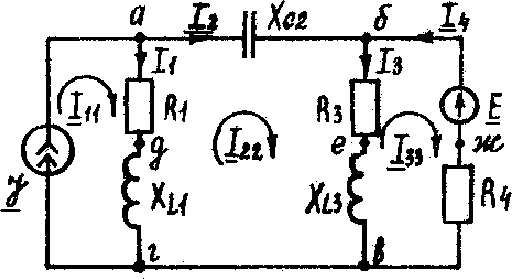 а I2 Xc2 б I4
I11 I1 R1 I22 R3 I3 I33 E
J д е ж
XL1 XL3 R4
г в